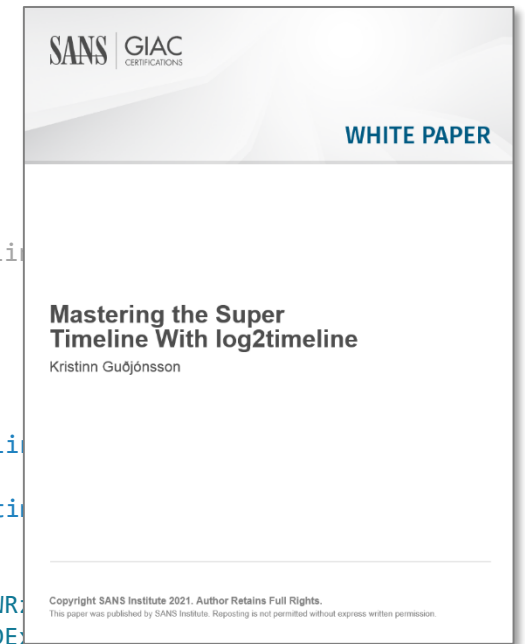 SANS GIAC
CERTIFICATIONS
WHITE PAPER
Mastering the Super
Timeline With log2timeline
Kristinn Guðjónsson
Copyright SANS Institute 2021. Author Retains Full Rights.
This paper was published by SANS Institute. Reposting is not permitted without express written permission.